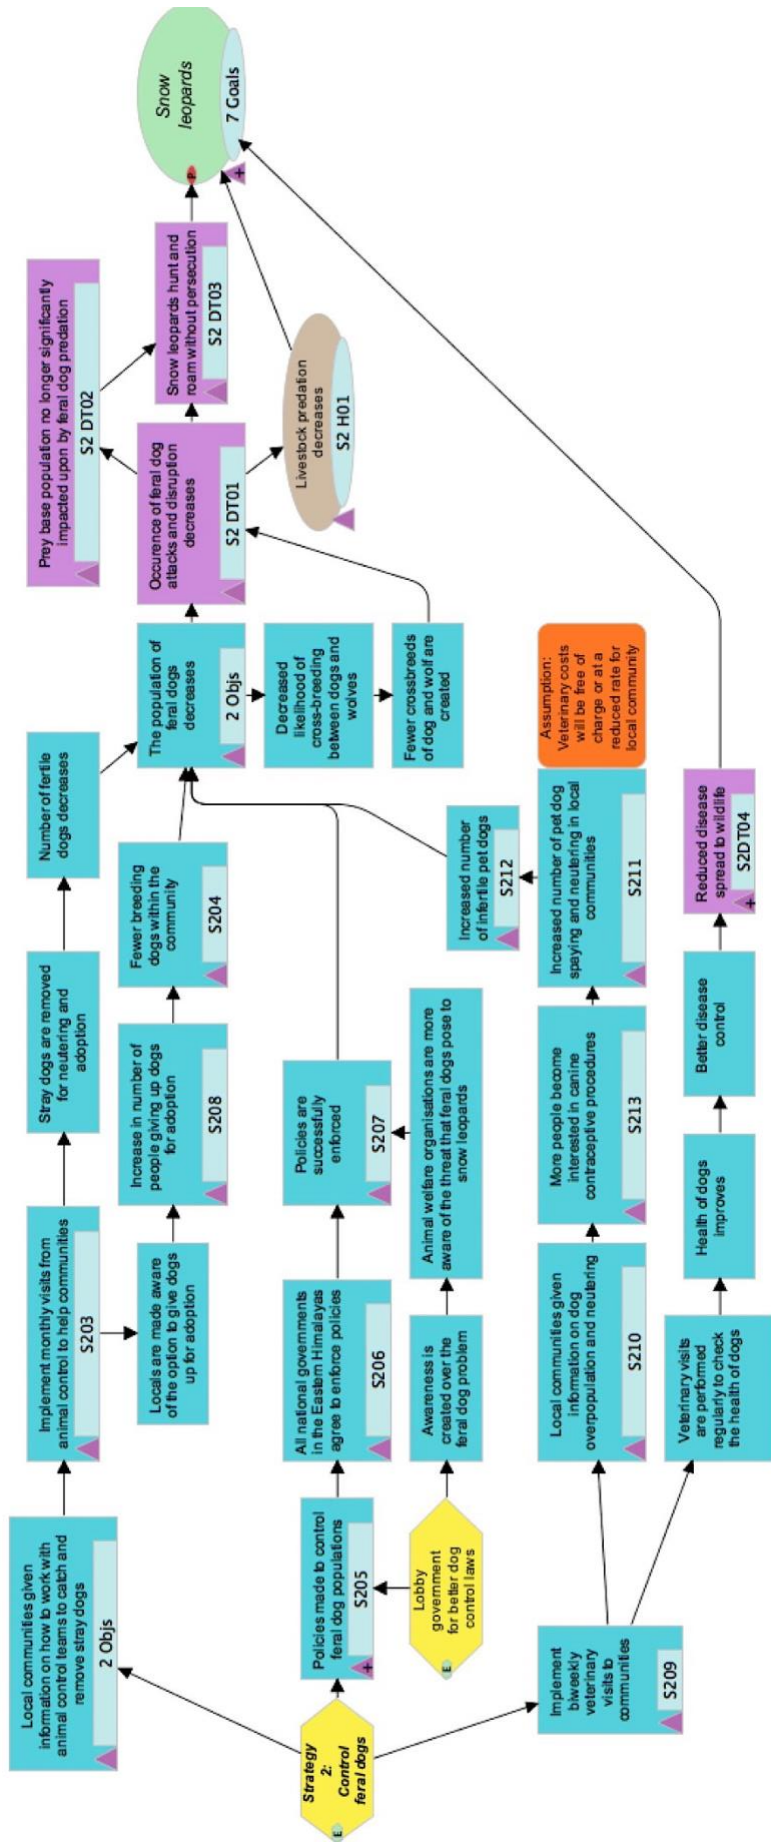 Strategy
2:
Control
feral dogs
E
Local communities given
information on how to work with
animal control teams to catch and
remove stray dogs
2 Objs
Implement monthly visits from
animal control to help communities
S203
Stray dogs are removed
for neutering and
adoption
Number of fertile
dogs decreases
Locals are made aware
of the option to give dogs
up for adoption
Increase in number of
people giving up dogs
for adoption
S208
Fewer breeding
dogs within the
community
S204
Policies made to control
feral dog populations
S205
+
All national governments
in the Eastern Himalayas
agree to enforce policies
S206
Policies are
successfully
enforced
S207
Lobby
government
for better dog
control laws
E
Awareness is
created over the
feral dog problem
Animal welfare organisations are more
aware of the threat that feral dogs pose to
snow leopards
Implement
biweekly
veterinary
visits to
communities
S209
Local communities given
information on dog
overpopulation and neutering
S210
More people become
interested in canine
contraceptive procedures
S213
Increased number of pet dog
spaying and neutering in local
communities
S211
Increased number
of infertile pet dogs
S212
Assumption:
Veterinary costs
will be free of
charge or at a
reduced rate for
local community
Veterinary visits
are performed
regularly to check
the health of dogs
Health of dogs
improves
Better disease
control
Reduced disease
spread to wildlife
S2DT04
+
The population of
feral dogs
decreases
2 Objs
Decreased
likelihood of
cross-breeding
between dogs and
wolves
Fewer crossbreeds
of dog and wolf are
created
Occurence of feral dog
attacks and disruption
decreases
S2 DT01
Prey base population no longer significantly
impacted upon by feral dog predation
S2 DT02
Snow leopards hunt and
roam without persecution
S2 DT03
Livestock predation
decreases
S2 H01
Snow
leopards
P
7 Goals
+